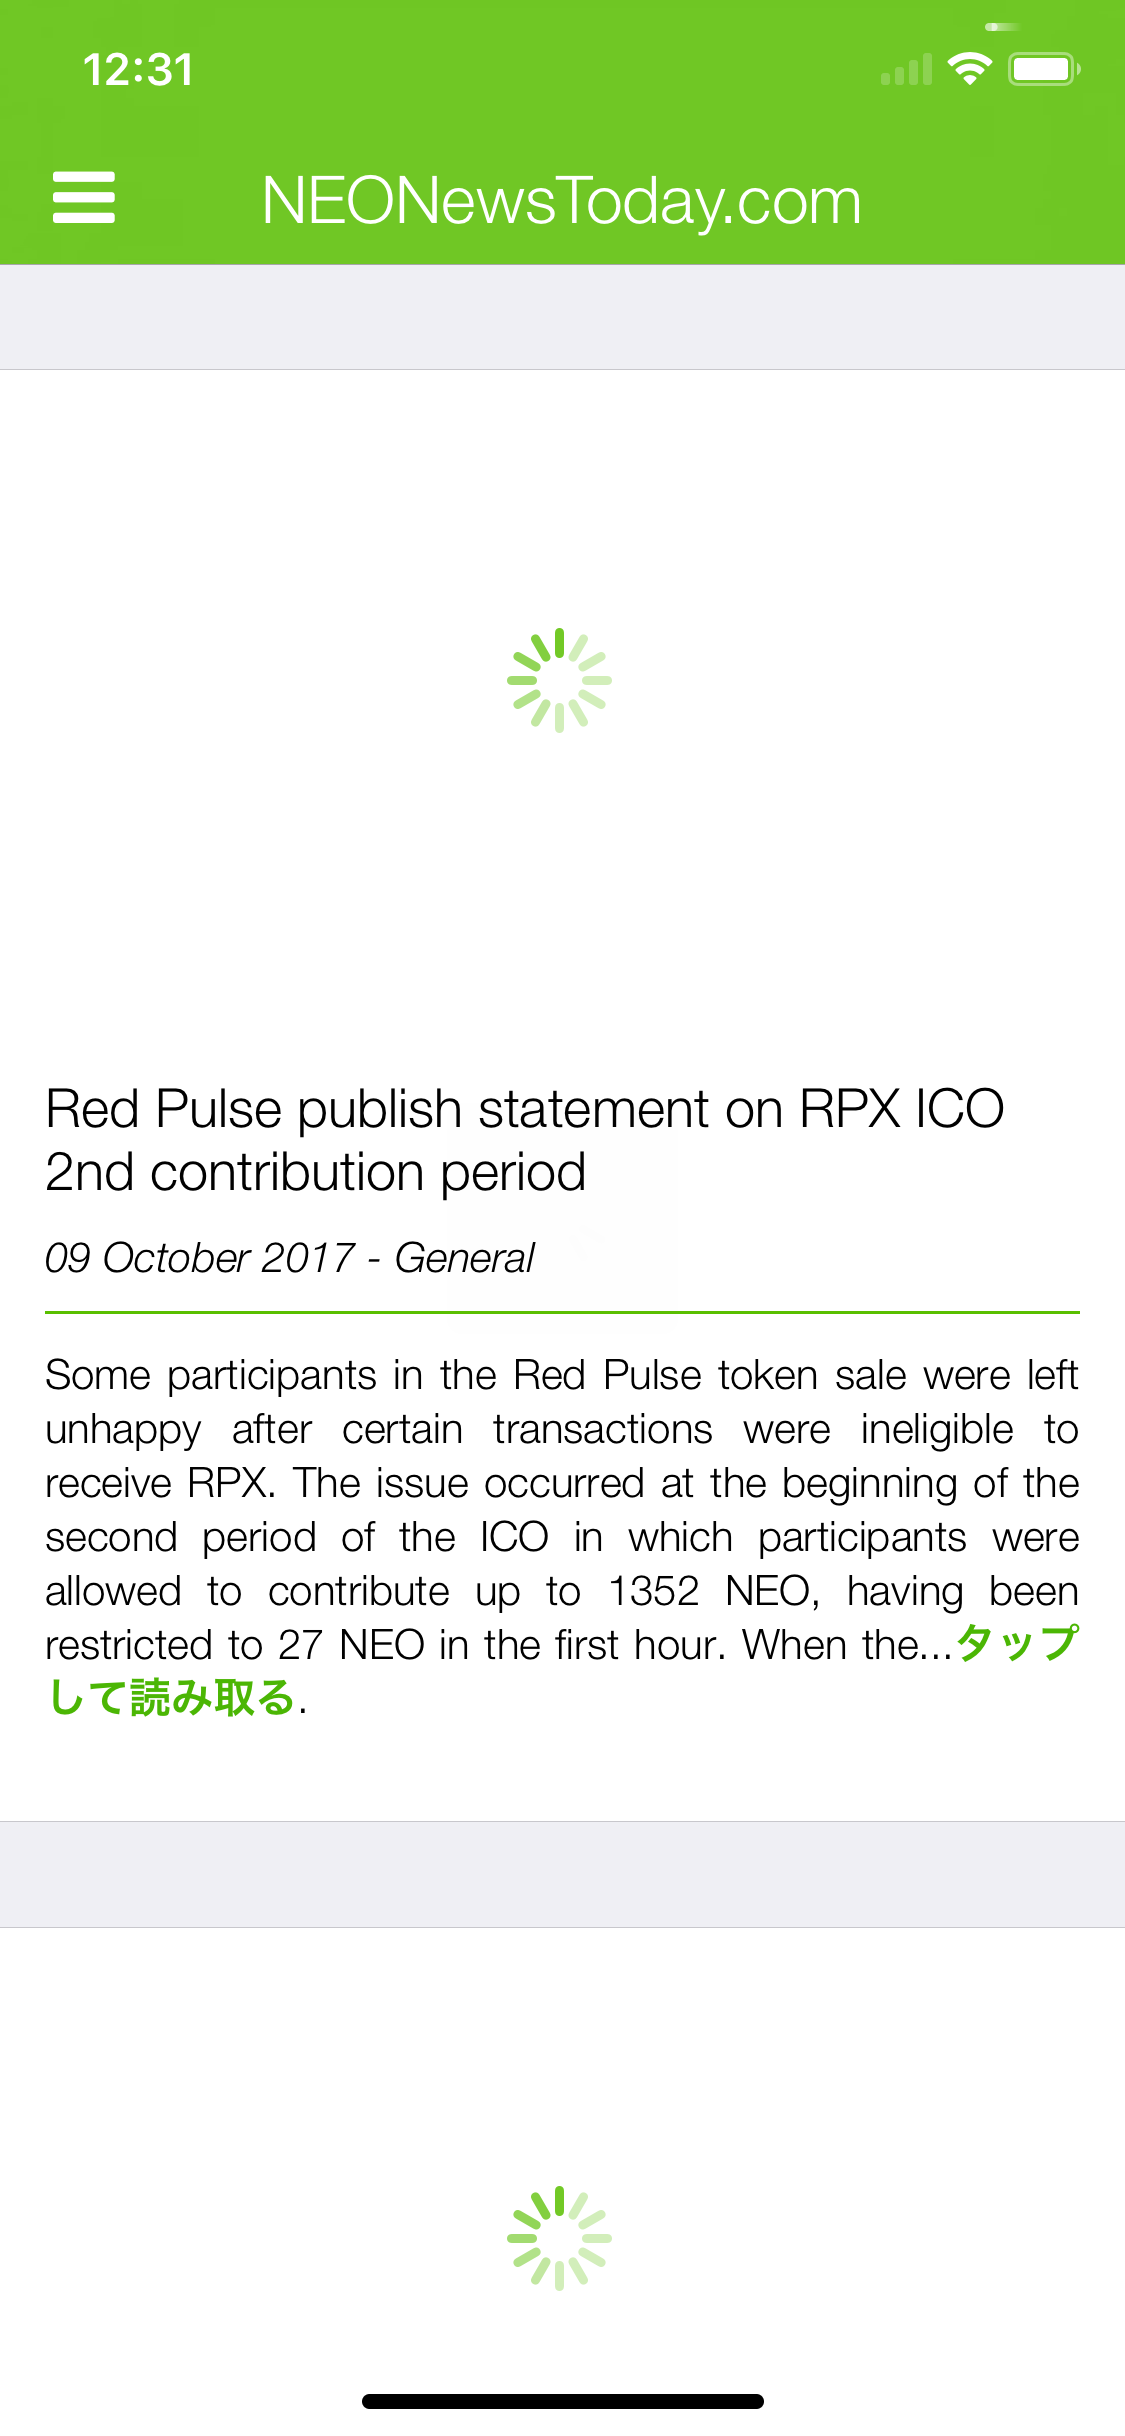 12:31
NEONewsToday.com
Red Pulse publish statement on RPX ICO
2nd contribution period
09 October 2017 - General
Some participants in the Red Pulse token sale were left
unhappy after certain transactions were ineligible to
receive RPX. The issue occurred at the beginning of the
second period of the ICO in which participants were
allowed to contribute up to 1352 NEO, having been
restricted to 27 NEO in the first hour. When the...タップ
して読み取る.